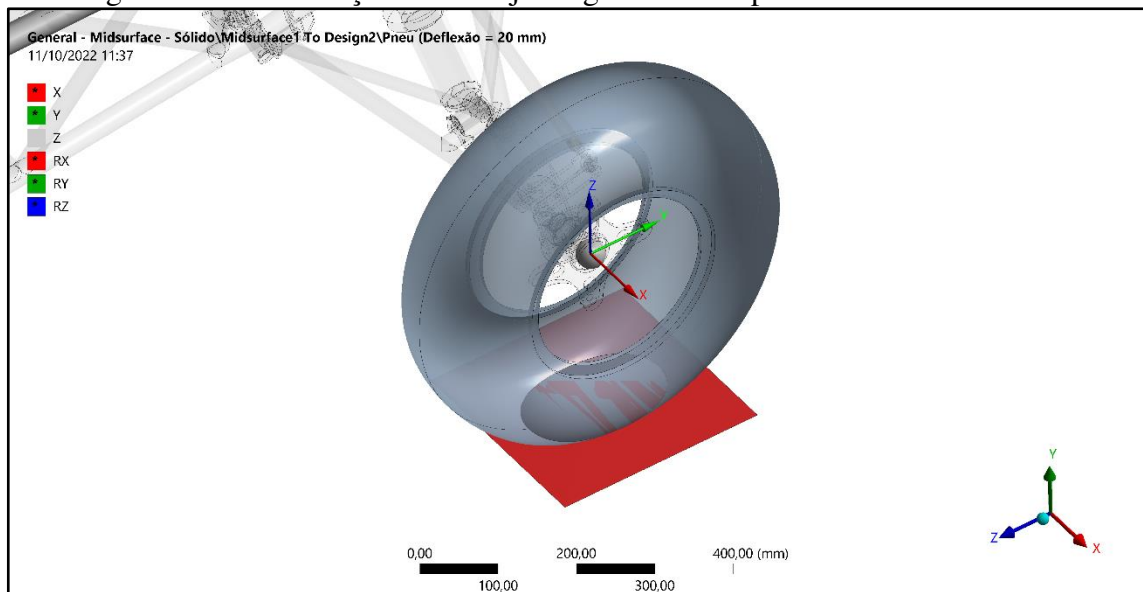 General - Midsurface - Sólido\Midsurface1 To Design2\Pneu (Deflexão = 20 mm)
11/10/2022 11:37
* X
* Y
Z
* RX
* RY
* RZ
Z
X
Y
Z
X
0,00 200,00 400,00 (mm)
100,00 300,00